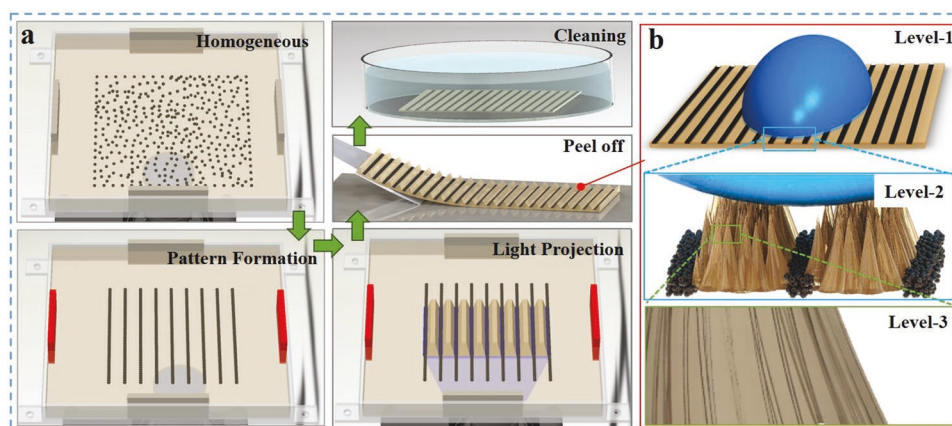 a
Homogeneous
Cleaning
Peel off
Pattern Formation
Light Projection
b
Level-1
Level-2
Level-3